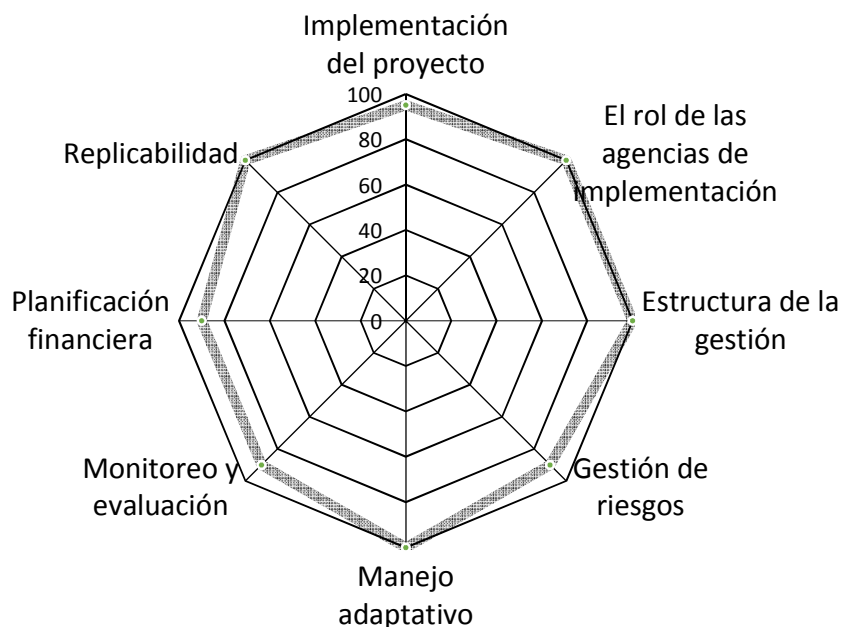 Implementación
del proyecto
100
80
60
40
20
0
El rol de las
agencias de
implementación
Estructura de la
gestión
Gestión de
riesgos
Manejo
adaptativo
Monitoreo y
evaluación
Planificación
financiera
Replicabilidad